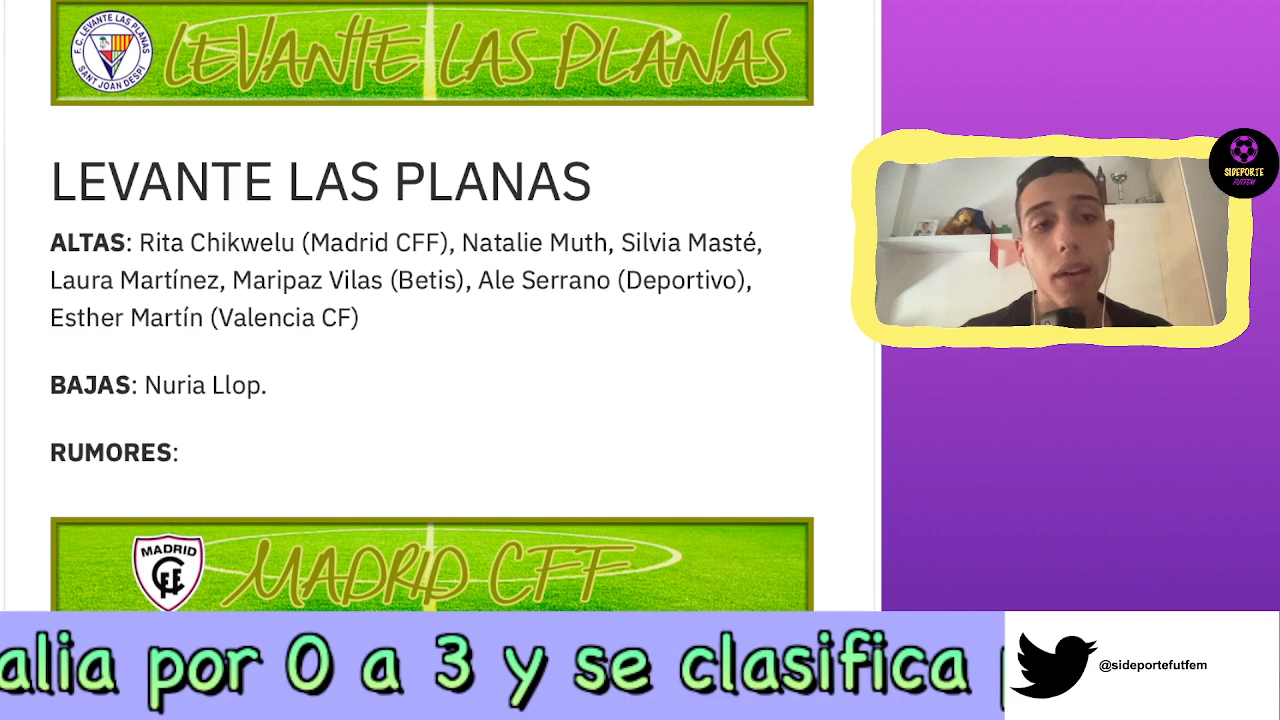 F.C. LEVANTE LAS PLANAS
SANT JOAN DESPI
LEVANTE LAS PLANAS
LEVANTE LAS PLANAS
ALTAS: Rita Chikwelu (Madrid CFF), Natalie Muth, Silvia Masté,
Laura Martínez, Maripaz Vilas (Betis), Ale Serrano (Deportivo),
Esther Martín (Valencia CF)
BAJAS: Nuria Llop.
RUMORES:
MADRID
CFF
MADRID CFF
SIDEPORTE
FUTFEM
alia por 0 a 3 y se clasifica
@sideportefutfem